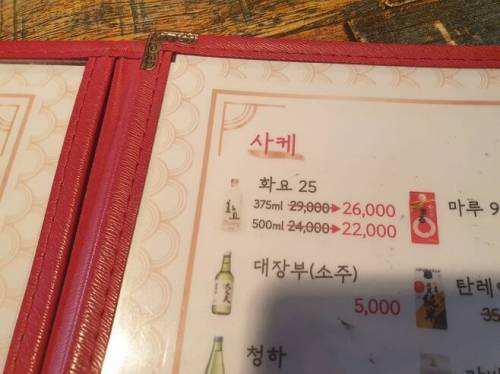 사케
화요 25
375ml 29,000▶26,000
500ml 24,000▶22,000
대장부(소주)
5,000
청하
마루 9
탄레
35